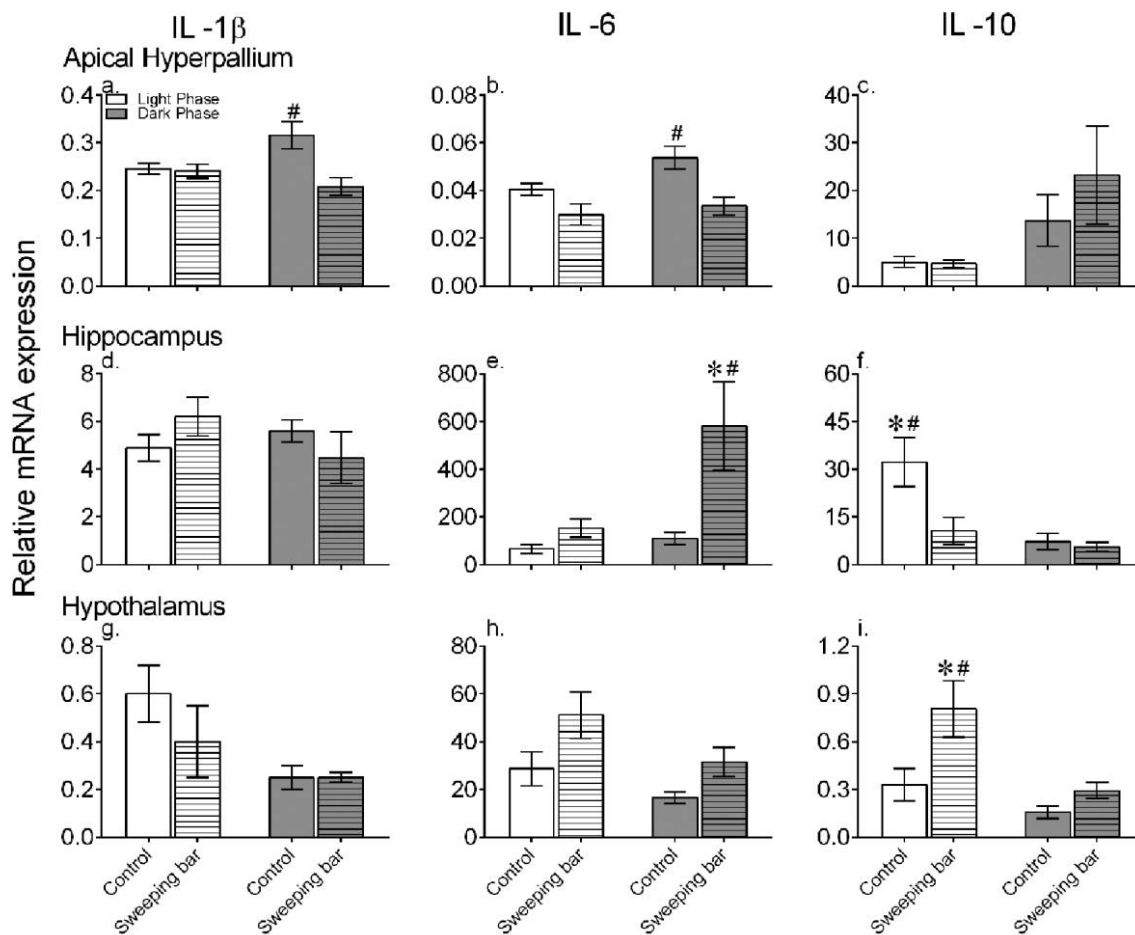 IL -1β IL -6 IL -10
Relative mRNA expression
Apical Hyperpallium
a. b. c.
Light Phase
Dark Phase
0.4
0.3
0.2
0.1
0.0
#
0.08
0.06
0.04
0.02
0.00
#
40
30
20
10
0
Hippocampus
d. e. f.
8
6
4
2
0
800
600
400
200
0
*#
60
45
30
15
0
*#
Hypothalamus
g. h. i.
0.8
0.6
0.4
0.2
0.0
80
60
40
20
0
1.2
0.9
0.6
0.3
0.0
*#
Control
Sweeping bar
Control
Sweeping bar
Control
Sweeping bar
Control
Sweeping bar
Control
Sweeping bar
Control
Sweeping bar